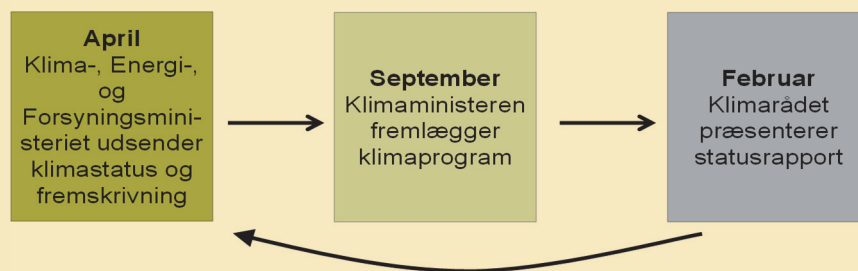 April
Klima-, Energi-,
og
Forsyningsmini-
steriet udsender
klimastatus og
fremskrivning
September
Klimaministeren
fremlægger
klimaprogram
Februar
Klimarådet
præsenterer
statusrapport